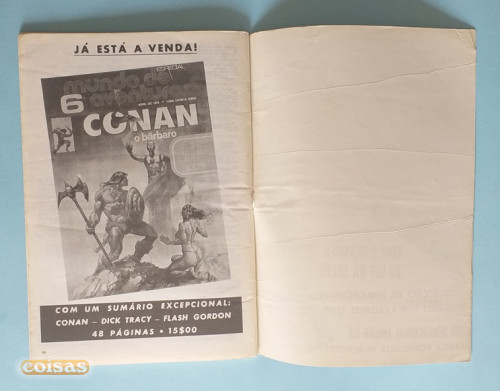 JÁ ESTÁ A VENDA!
ESPECIAL
mundo de
6 aventuras
CONAN
o bárbaro
COM UM SUMÁRIO EXCEPCIONAL:
CONAN – DICK TRACY – FLASH GORDON
48 PÁGINAS • 15$00
coisas